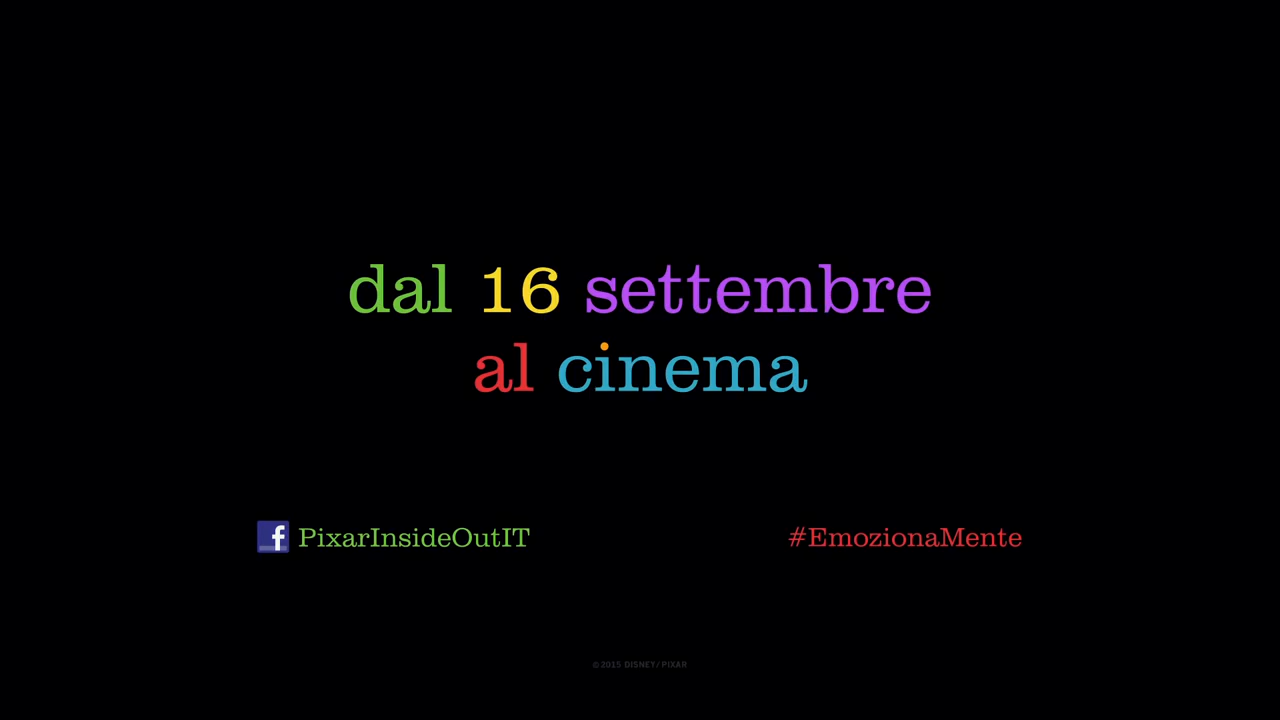 dal 16 settembre
al cinema
PixarInsideOutIT
#EmozionaMente
©2015 DISNEY/PIXAR